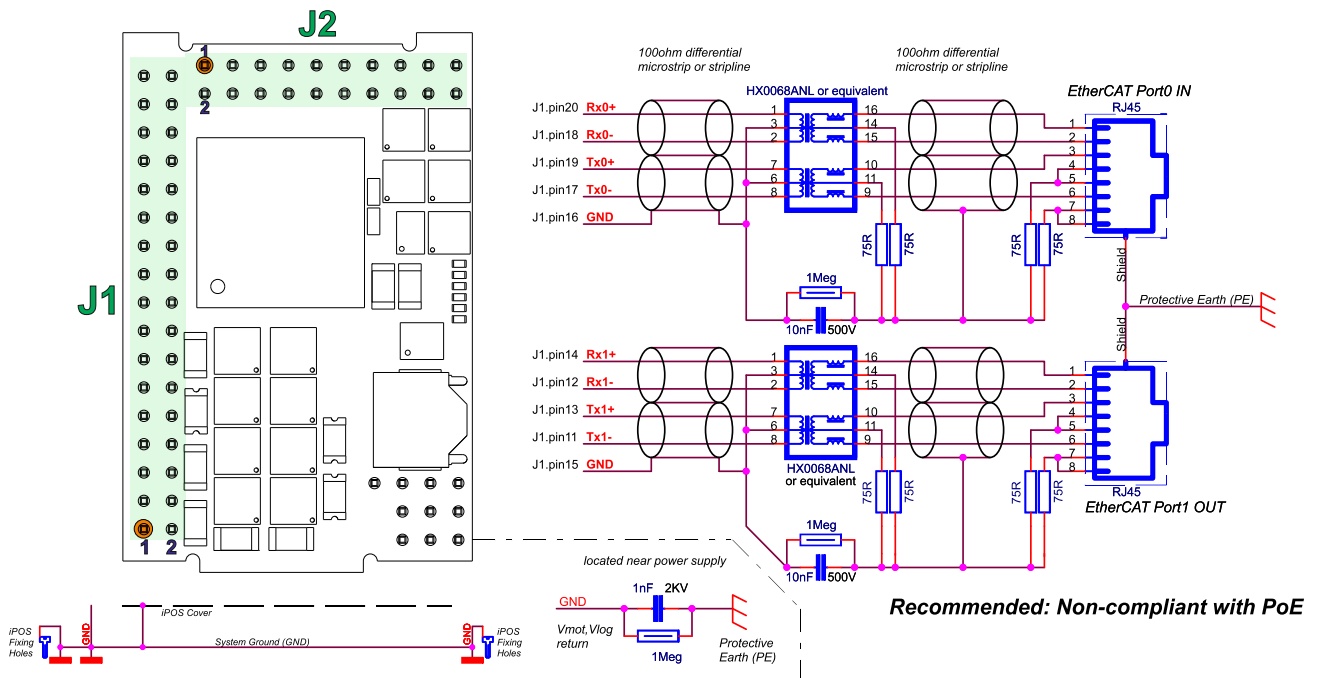 J2
1
2
J1
1
2
100ohm differential
microstrip or stripline
100ohm differential
microstrip or stripline
HX0068ANL or equivalent
EtherCAT Port0 IN
RJ45
J1.pin20 Rx0+
J1.pin18 Rx0-
J1.pin19 Tx0+
J1.pin17 Tx0-
J1.pin16 GND
1
3
2
7
6
8
16
14
15
10
11
9
1
2
3
4
5
6
7
8
75R
75R
75R
75R
1Meg
10nF
500V
Shield
Protective Earth (PE)
Shield
J1.pin14 Rx1+
J1.pin12 Rx1-
J1.pin13 Tx1+
J1.pin11 Tx1-
J1.pin15 GND
1
3
2
7
6
8
16
14
15
10
11
9
1
2
3
4
5
6
7
8
HX0068ANL
or equivalent
75R
75R
75R
75R
RJ45
EtherCAT Port1 OUT
1Meg
10nF
500V
located near power supply
1nF
2KV
GND
Vmot,Vlog
return
1Meg
Protective
Earth (PE)
Recommended: Non-compliant with PoE
iPOS Cover
iPOS
Fixing
Holes
GND
System Ground (GND)
GND
iPOS
Fixing
Holes